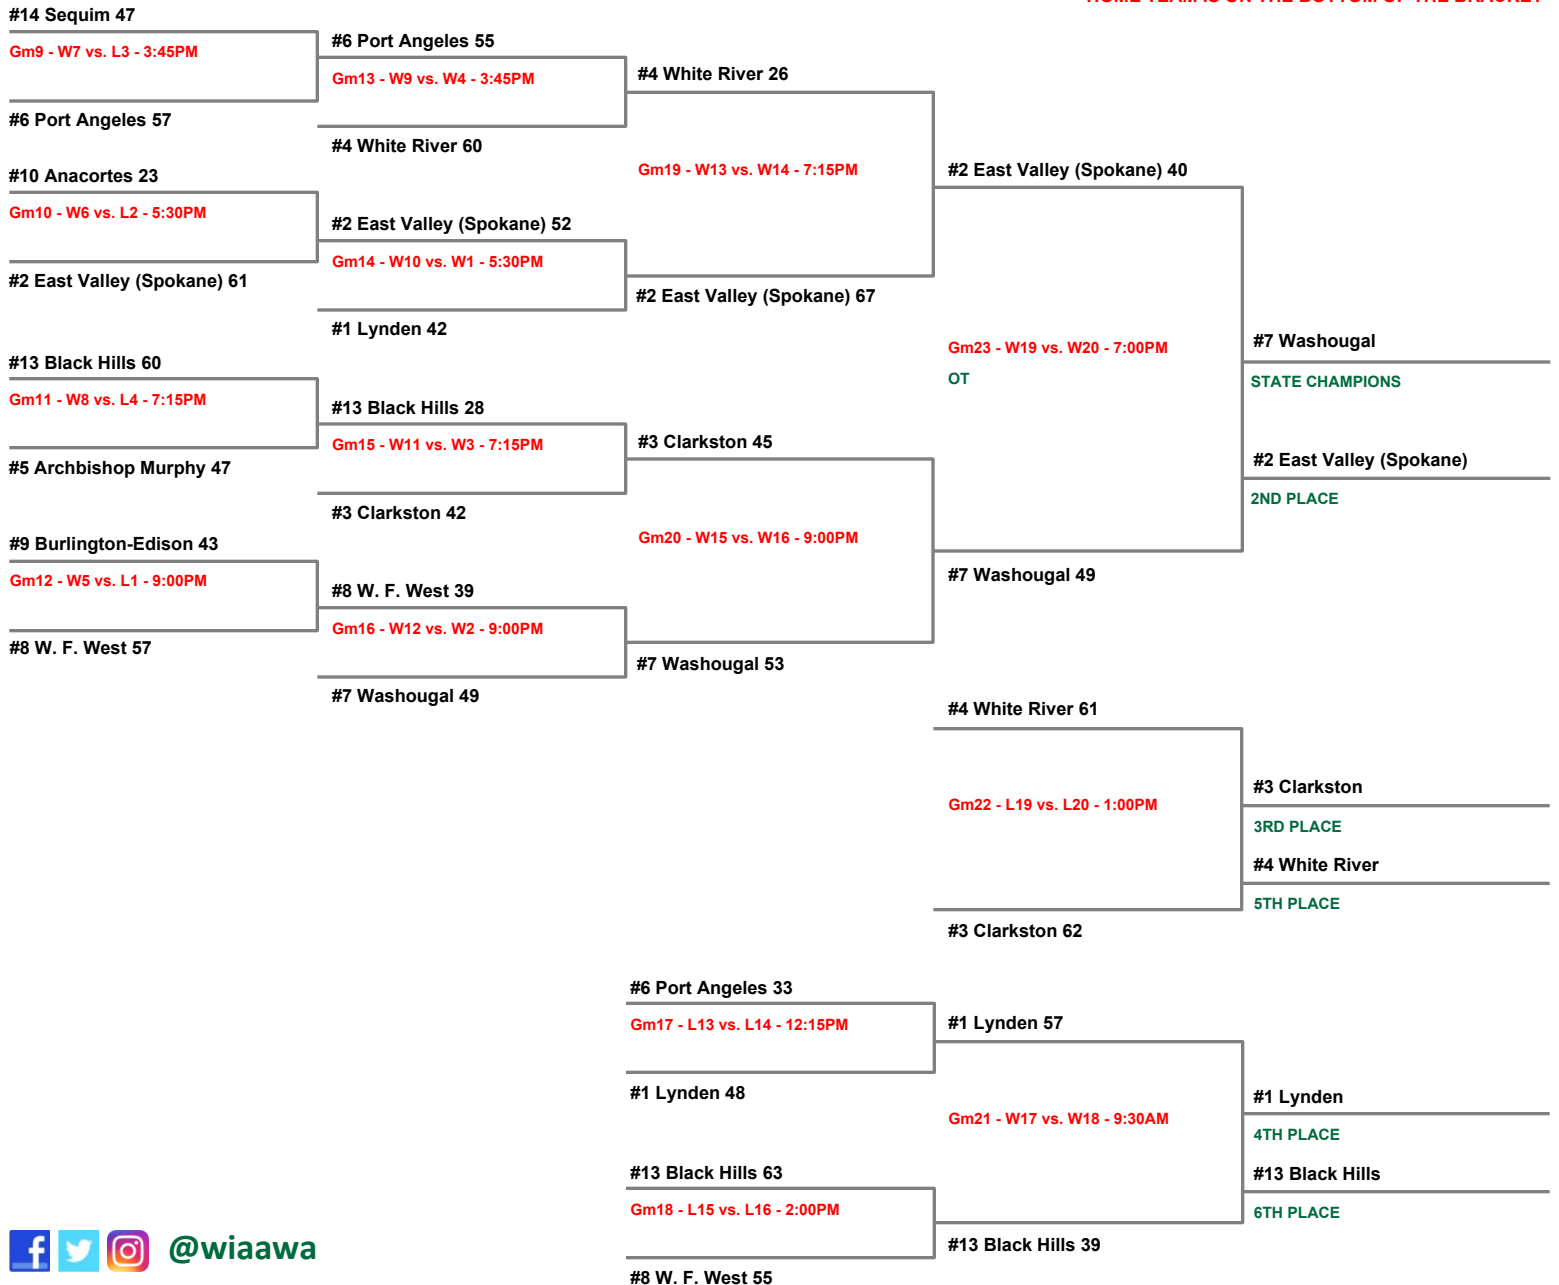 HOME TEAM IS ON THE BOTTOM OF THE BRACKET
#14 Sequim 47
Gm9 - W7 vs. L3 - 3:45PM
#6 Port Angeles 57
#10 Anacortes 23
Gm10 - W6 vs. L2 - 5:30PM
#2 East Valley (Spokane) 61
#13 Black Hills 60
Gm11 - W8 vs. L4 - 7:15PM
#5 Archbishop Murphy 47
#9 Burlington-Edison 43
Gm12 - W5 vs. L1 - 9:00PM
#8 W. F. West 57
#6 Port Angeles 55
Gm13 - W9 vs. W4 - 3:45PM
#4 White River 60
#2 East Valley (Spokane) 52
Gm14 - W10 vs. W1 - 5:30PM
#1 Lynden 42
#13 Black Hills 28
Gm15 - W11 vs. W3 - 7:15PM
#3 Clarkston 42
#8 W. F. West 39
Gm16 - W12 vs. W2 - 9:00PM
#7 Washougal 49
#4 White River 26
Gm19 - W13 vs. W14 - 7:15PM
#2 East Valley (Spokane) 67
#3 Clarkston 45
Gm20 - W15 vs. W16 - 9:00PM
#7 Washougal 53
#2 East Valley (Spokane) 40
Gm23 - W19 vs. W20 - 7:00PM
OT
#7 Washougal 49
#7 Washougal
STATE CHAMPIONS
#2 East Valley (Spokane)
2ND PLACE
#4 White River 61
Gm22 - L19 vs. L20 - 1:00PM
#3 Clarkston 62
#3 Clarkston
3RD PLACE
#4 White River
5TH PLACE
#6 Port Angeles 33
Gm17 - L13 vs. L14 - 12:15PM
#1 Lynden 48
#13 Black Hills 63
Gm18 - L15 vs. L16 - 2:00PM
#8 W. F. West 55
#1 Lynden 57
Gm21 - W17 vs. W18 - 9:30AM
#13 Black Hills 39
#1 Lynden
4TH PLACE
#13 Black Hills
6TH PLACE
@wiaawa